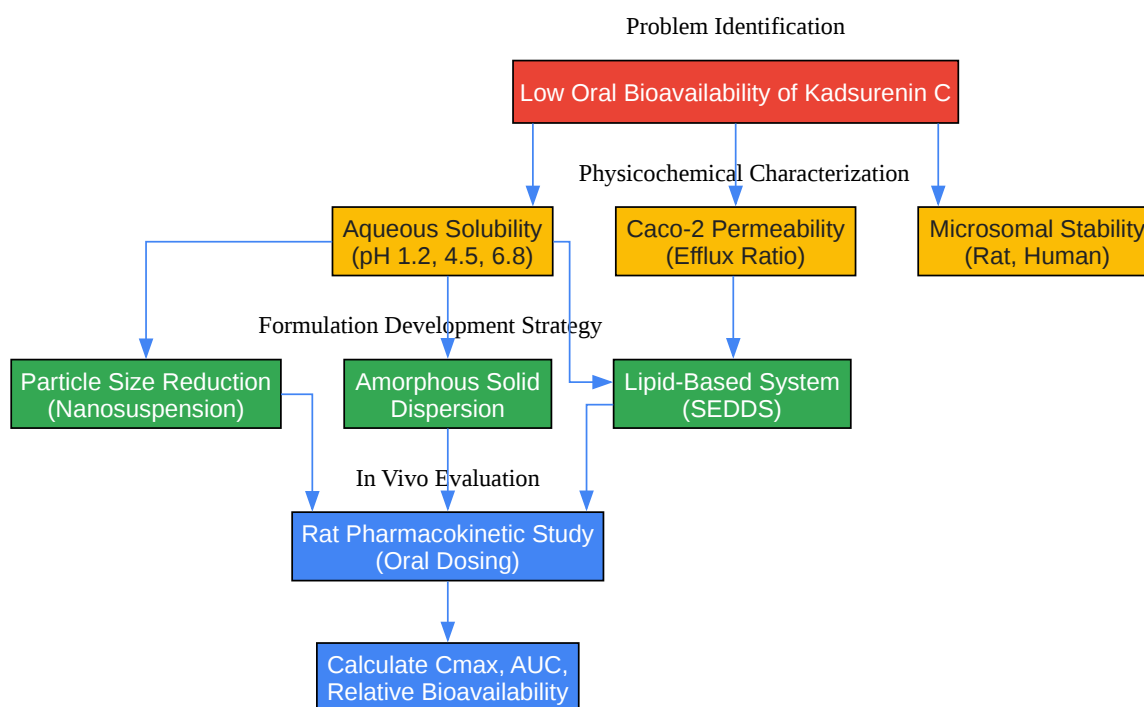 Problem Identification
Low Oral Bioavailability of Kadsurenin C
Physicochemical Characterization
Aqueous Solubility
(pH 1.2, 4.5, 6.8)
Caco-2 Permeability
(Efflux Ratio)
Microsomal Stability
(Rat, Human)
Formulation Development Strategy
Particle Size Reduction
(Nanosuspension)
Amorphous Solid
Dispersion
Lipid-Based System
(SEDDS)
In Vivo Evaluation
Rat Pharmacokinetic Study
(Oral Dosing)
Calculate Cmax, AUC,
Relative Bioavailability